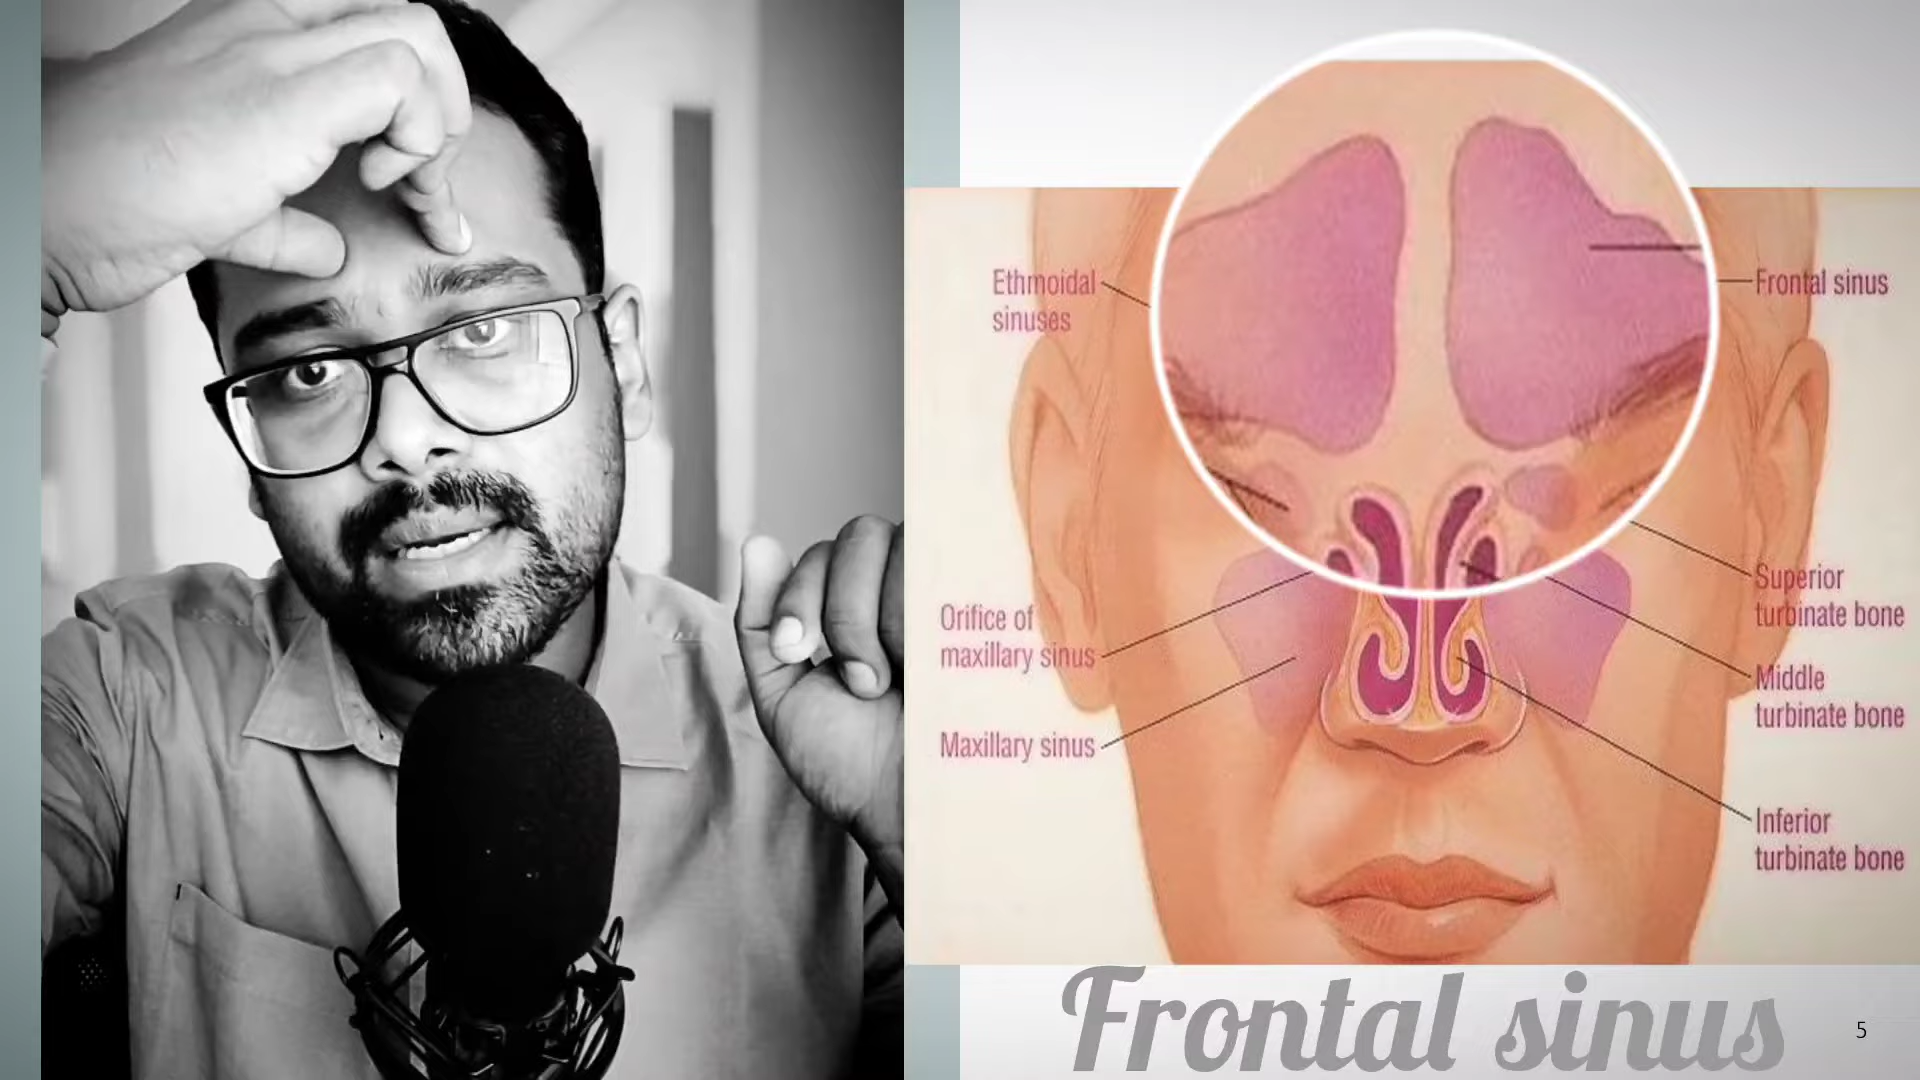 Ethmoidal
sinuses
Frontal sinus
Orifice of
maxillary sinus
Maxillary sinus
Superior
turbinate bone
Middle
turbinate bone
Inferior
turbinate bone
Frontal sinus
5